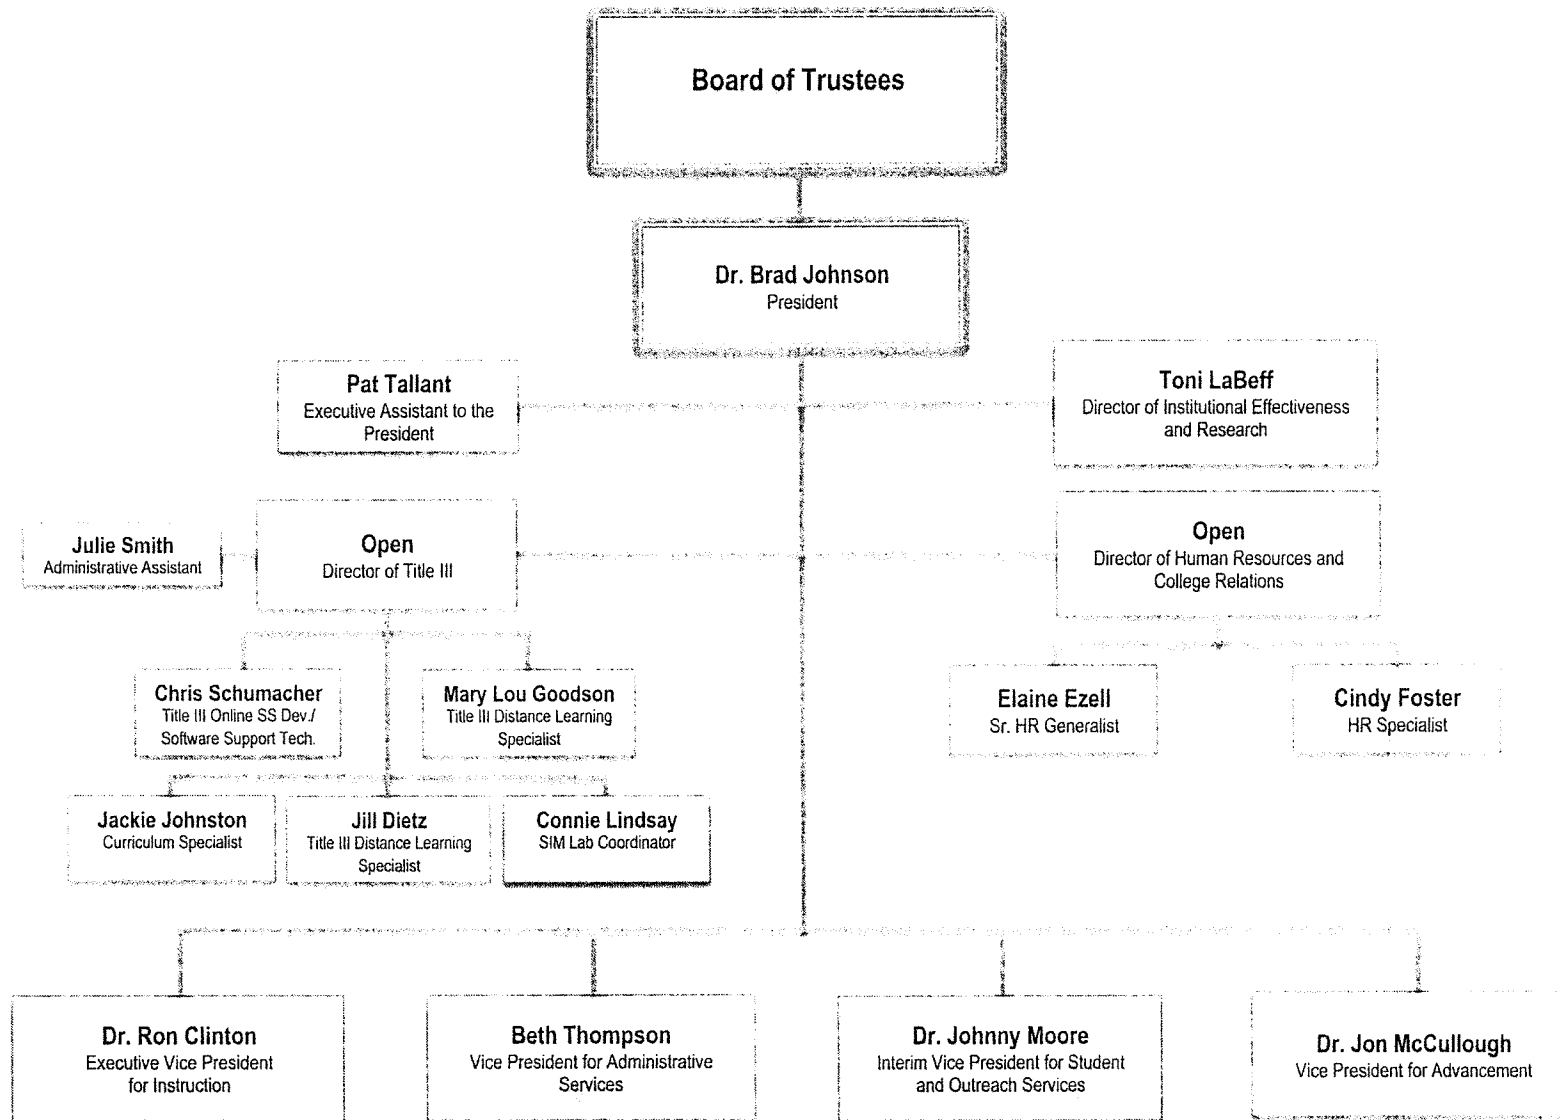 Board of Trustees
Dr. Brad Johnson
President
Pat Tallant
Executive Assistant to the
President
Toni LaBeff
Director of Institutional Effectiveness
and Research
Julie Smith
Administrative Assistant
Open
Director of Title III
Open
Director of Human Resources and
College Relations
Chris Schumacher
Title III Online SS Dev./
Software Support Tech.
Mary Lou Goodson
Title III Distance Learning
Specialist
Elaine Ezell
Sr. HR Generalist
Cindy Foster
HR Specialist
Jackie Johnston
Curriculum Specialist
Jill Dietz
Title III Distance Learning
Specialist
Connie Lindsay
SIM Lab Coordinator
Dr. Ron Clinton
Executive Vice President
for Instruction
Beth Thompson
Vice President for Administrative
Services
Dr. Johnny Moore
Interim Vice President for Student
and Outreach Services
Dr. Jon McCullough
Vice President for Advancement